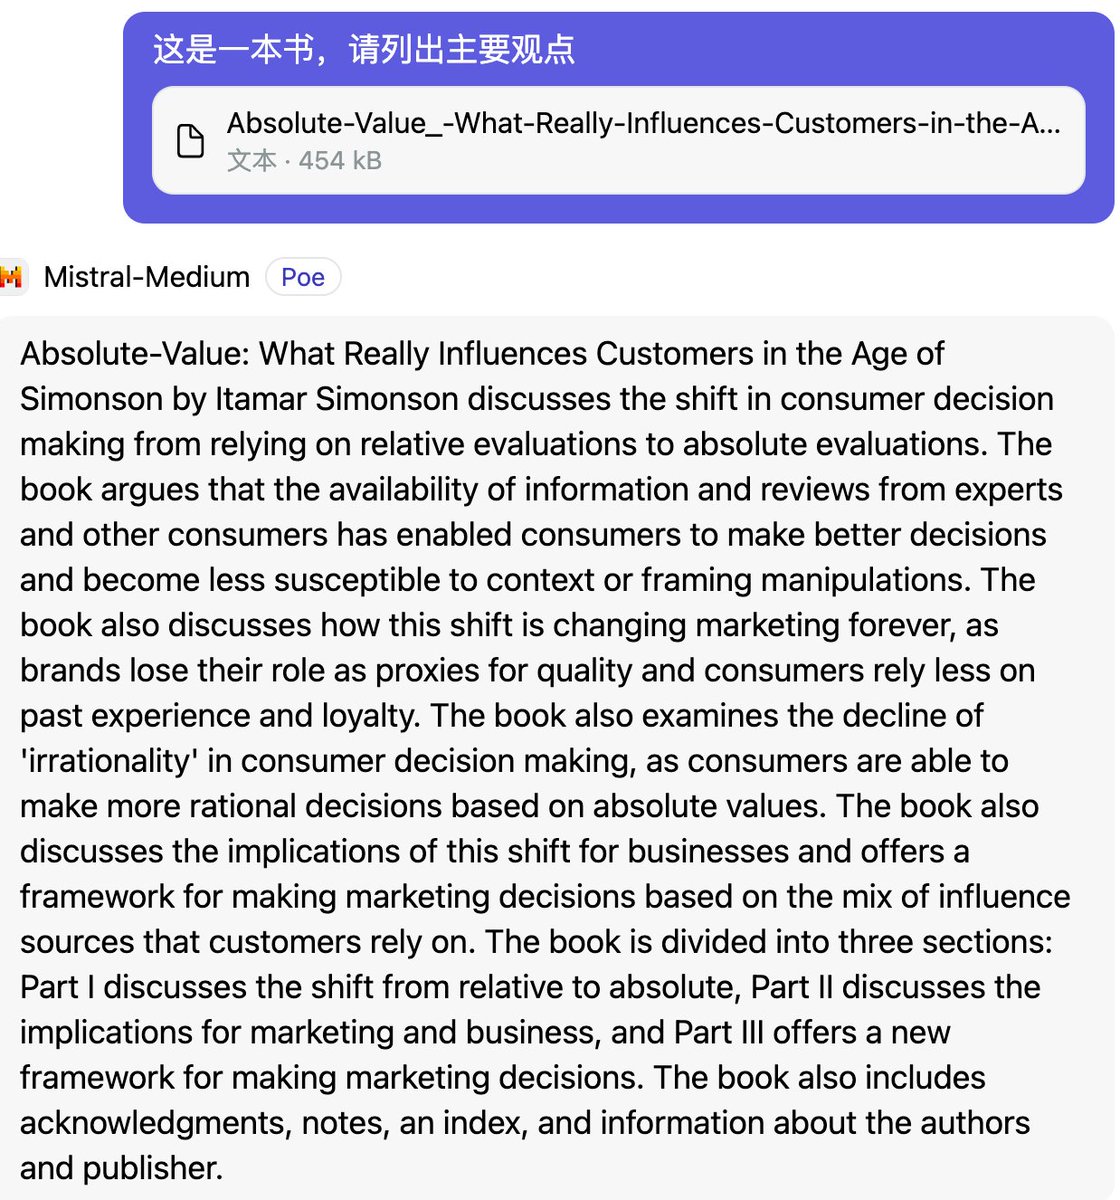 这是一本书，请列出主要观点
Absolute-Value_-What-Really-Influences-Customers-in-the-A...
文本 · 454 kB
Mistral-Medium
Poe
Absolute-Value: What Really Influences Customers in the Age of
Simonson by Itamar Simonson discusses the shift in consumer decision
making from relying on relative evaluations to absolute evaluations. The
book argues that the availability of information and reviews from experts
and other consumers has enabled consumers to make better decisions
and become less susceptible to context or framing manipulations. The
book also discusses how this shift is changing marketing forever, as
brands lose their role as proxies for quality and consumers rely less on
past experience and loyalty. The book also examines the decline of
'irrationality' in consumer decision making, as consumers are able to
make more rational decisions based on absolute values. The book also
discusses the implications of this shift for businesses and offers a
framework for making marketing decisions based on the mix of influence
sources that customers rely on. The book is divided into three sections:
Part I discusses the shift from relative to absolute, Part II discusses the
implications for marketing and business, and Part III offers a new
framework for making marketing decisions. The book also includes
acknowledgments, notes, an index, and information about the authors
and publisher.